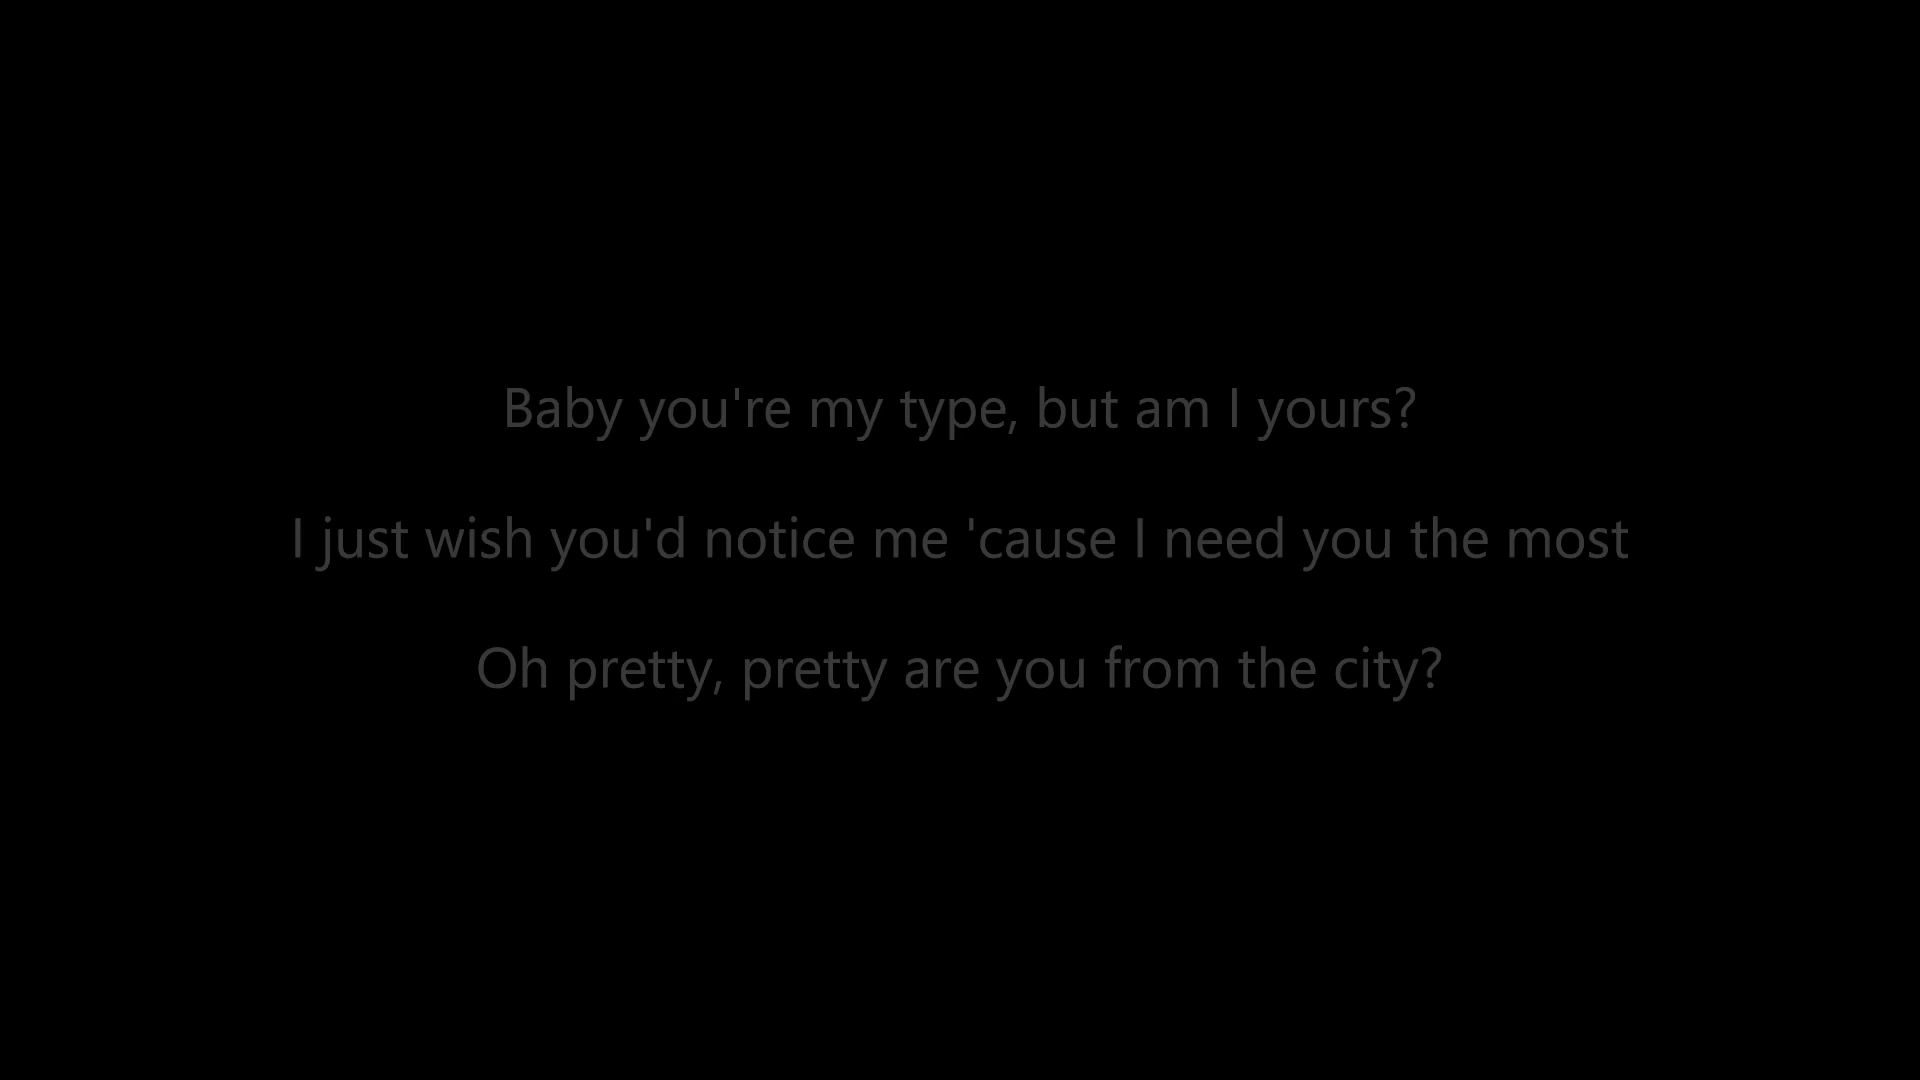 Baby you're my type, but am I yours?
I just wish you'd notice me 'cause I need you the most
Oh pretty, pretty are you from the city?